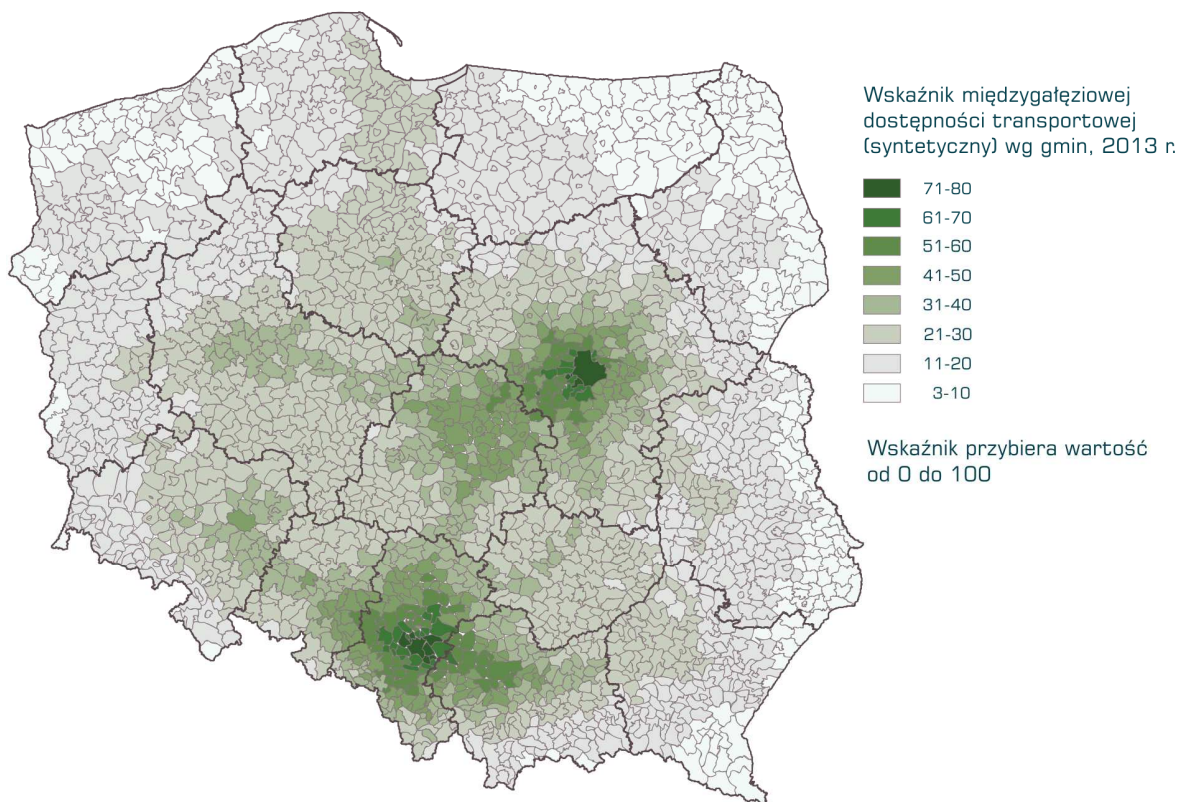 Wskaźnik międzygałęziowej
dostępności transportowej
(syntetyczny) wg gmin, 2013 r.
71-80
61-70
51-60
41-50
31-40
21-30
11-20
3-10
Wskaźnik przybiera wartość
od 0 do 100